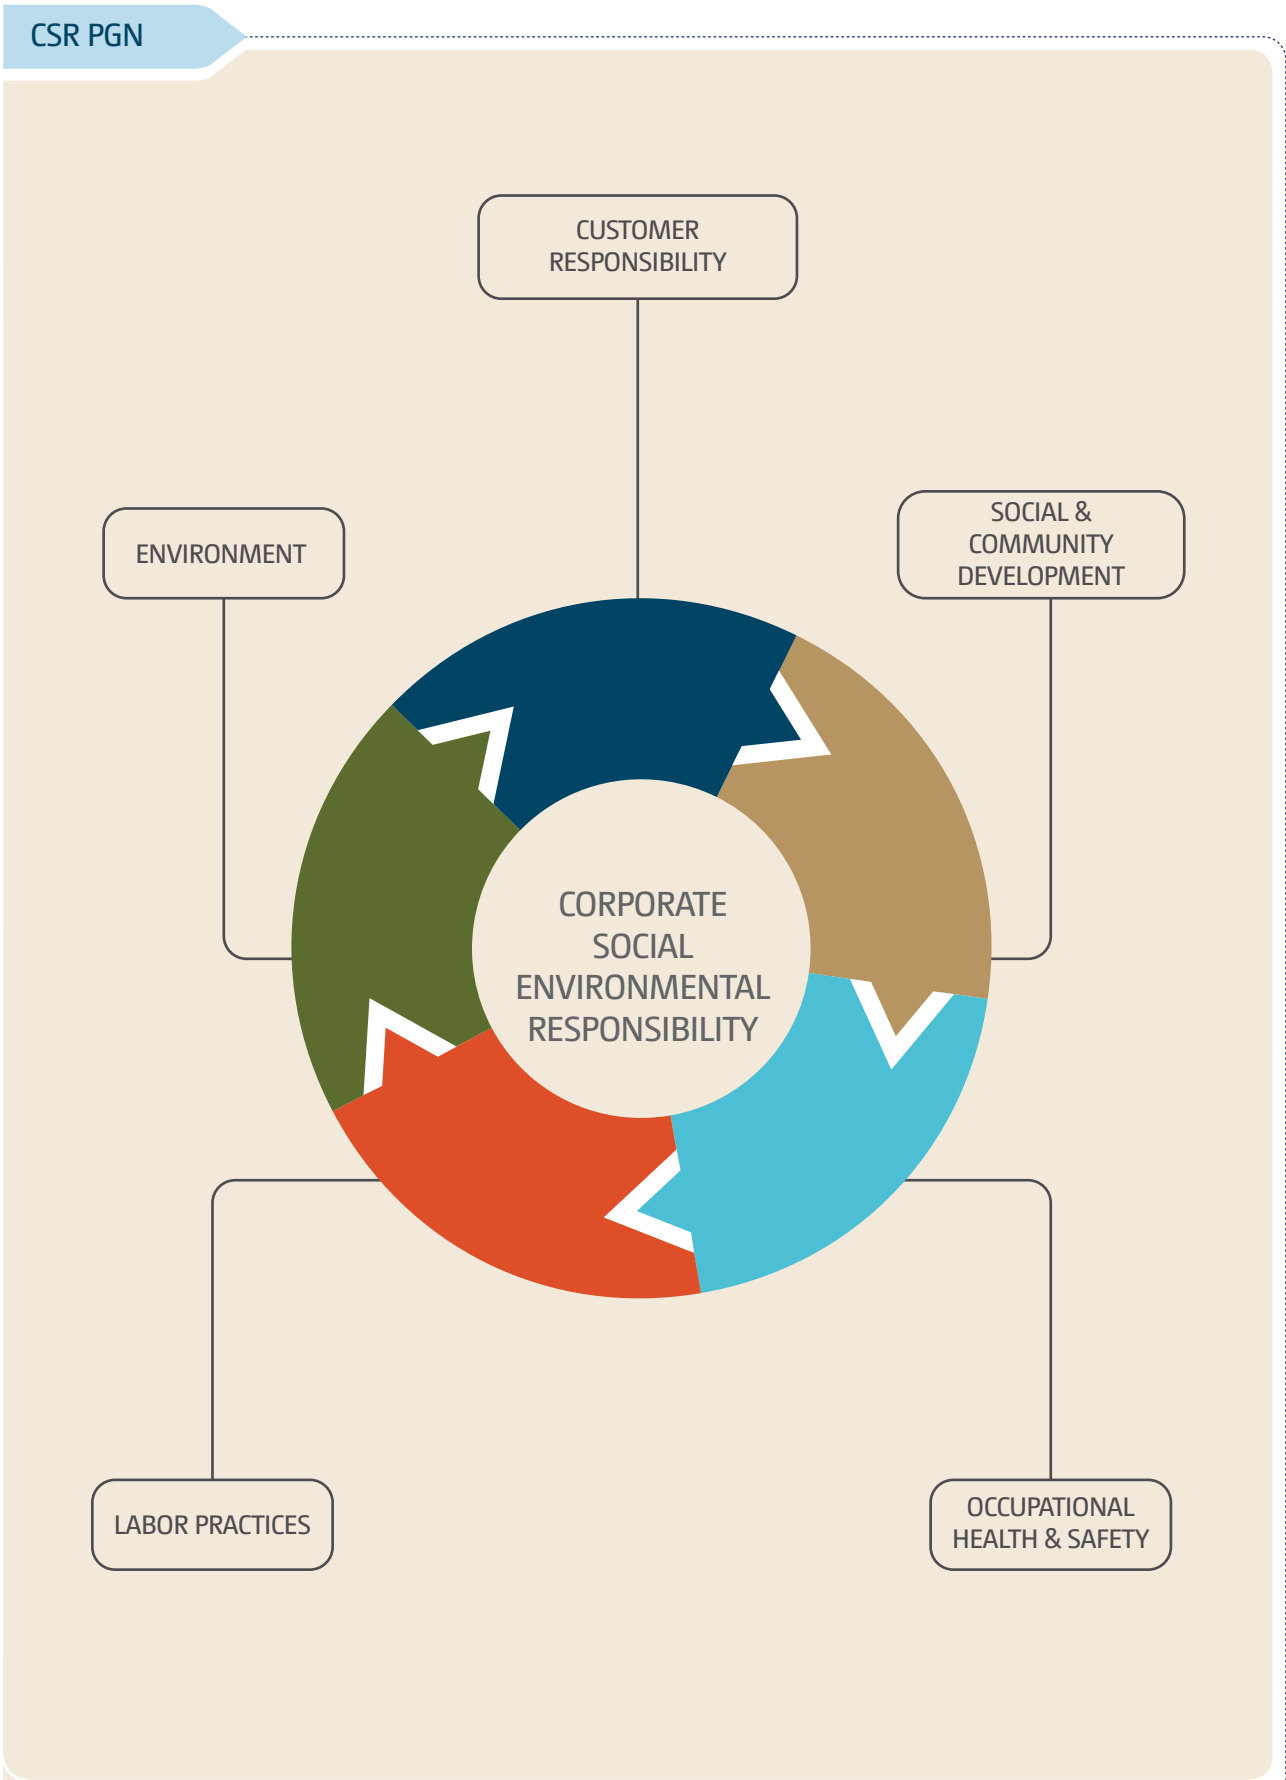 CSR PGN
CUSTOMER
RESPONSIBILITY
ENVIRONMENT
SOCIAL &
COMMUNITY
DEVELOPMENT
CORPORATE
SOCIAL
ENVIRONMENTAL
RESPONSIBILITY
LABOR PRACTICES
OCCUPATIONAL
HEALTH & SAFETY